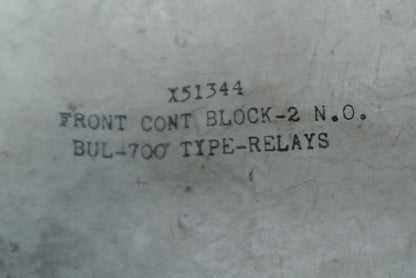 X51344
FRONT CONT BLOCK-2 N.O.
BUL-700 TYPE-RELAYS